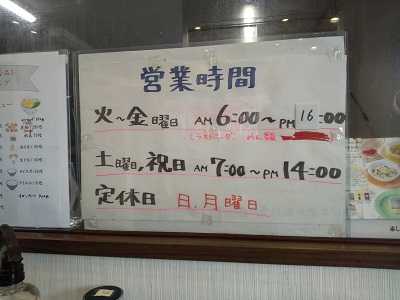 営業時間
火〜金曜日 AM 6:00〜PM 16:00
土曜日,祝日 AM 7:00〜PM 14:00
定休日 日,月曜日